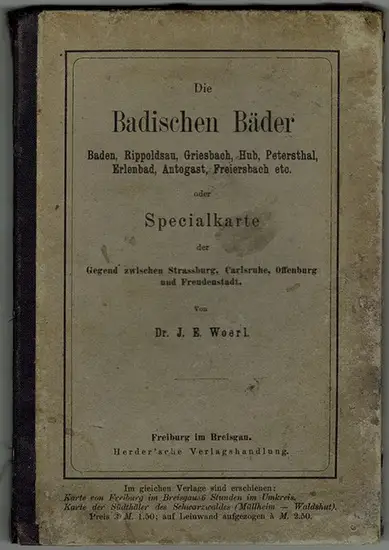 Die
Badischen Bäder
Baden, Rippoldsau, Griesbach, Hub, Petersthal,
Erlenbad, Antogast, Freiersbach etc.
oder
Specialkarte
der
Gegend zwischen Strassburg, Carlsruhe, Offenburg
und Freudenstadt.
Von
Dr. J. E. Woerl.
Freiburg im Breisgau.
Herder'sche Verlagshandlung.
Im gleichen Verlage sind erschienen:
Karte von Freiburg im Breisgau 6 Stunden im Umkreis.
Karte der Südthäler des Schwarzwaldes (Müllheim — Waldshut).
Preis à M. 1.50; auf Leinwand aufgezogen à M. 2.50.